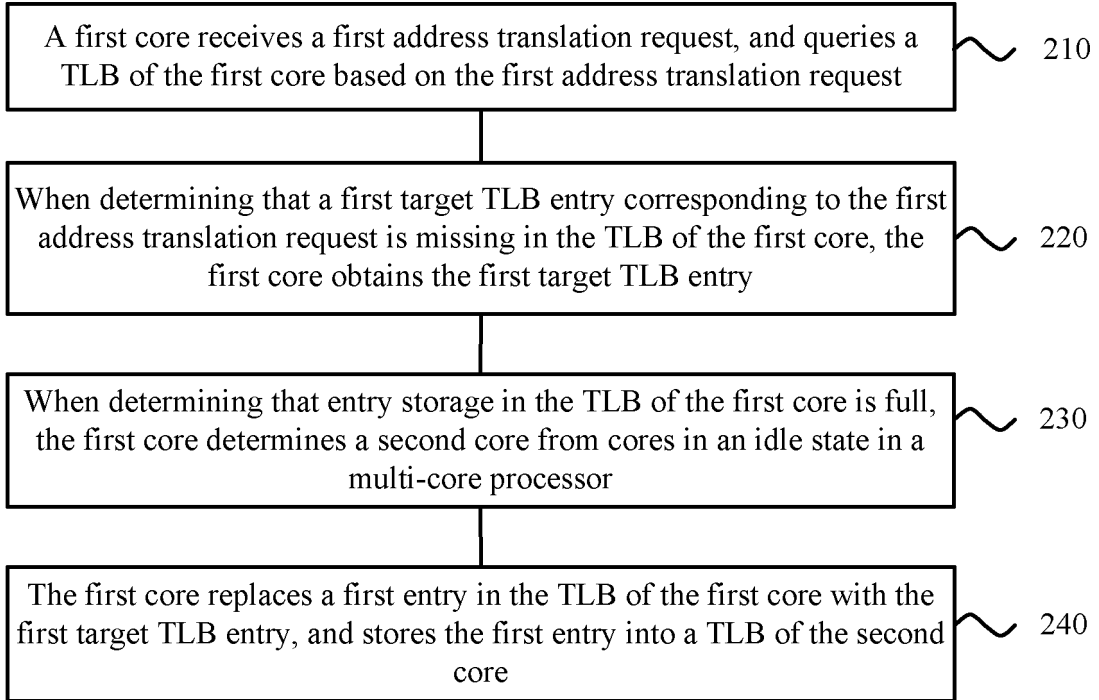 A first core receives a first address translation request, and queries a
TLB of the first core based on the first address translation request
210
When determining that a first target TLB entry corresponding to the first
address translation request is missing in the TLB of the first core, the
first core obtains the first target TLB entry
220
When determining that entry storage in the TLB of the first core is full,
the first core determines a second core from cores in an idle state in a
multi-core processor
230
The first core replaces a first entry in the TLB of the first core with the
first target TLB entry, and stores the first entry into a TLB of the second
core
240